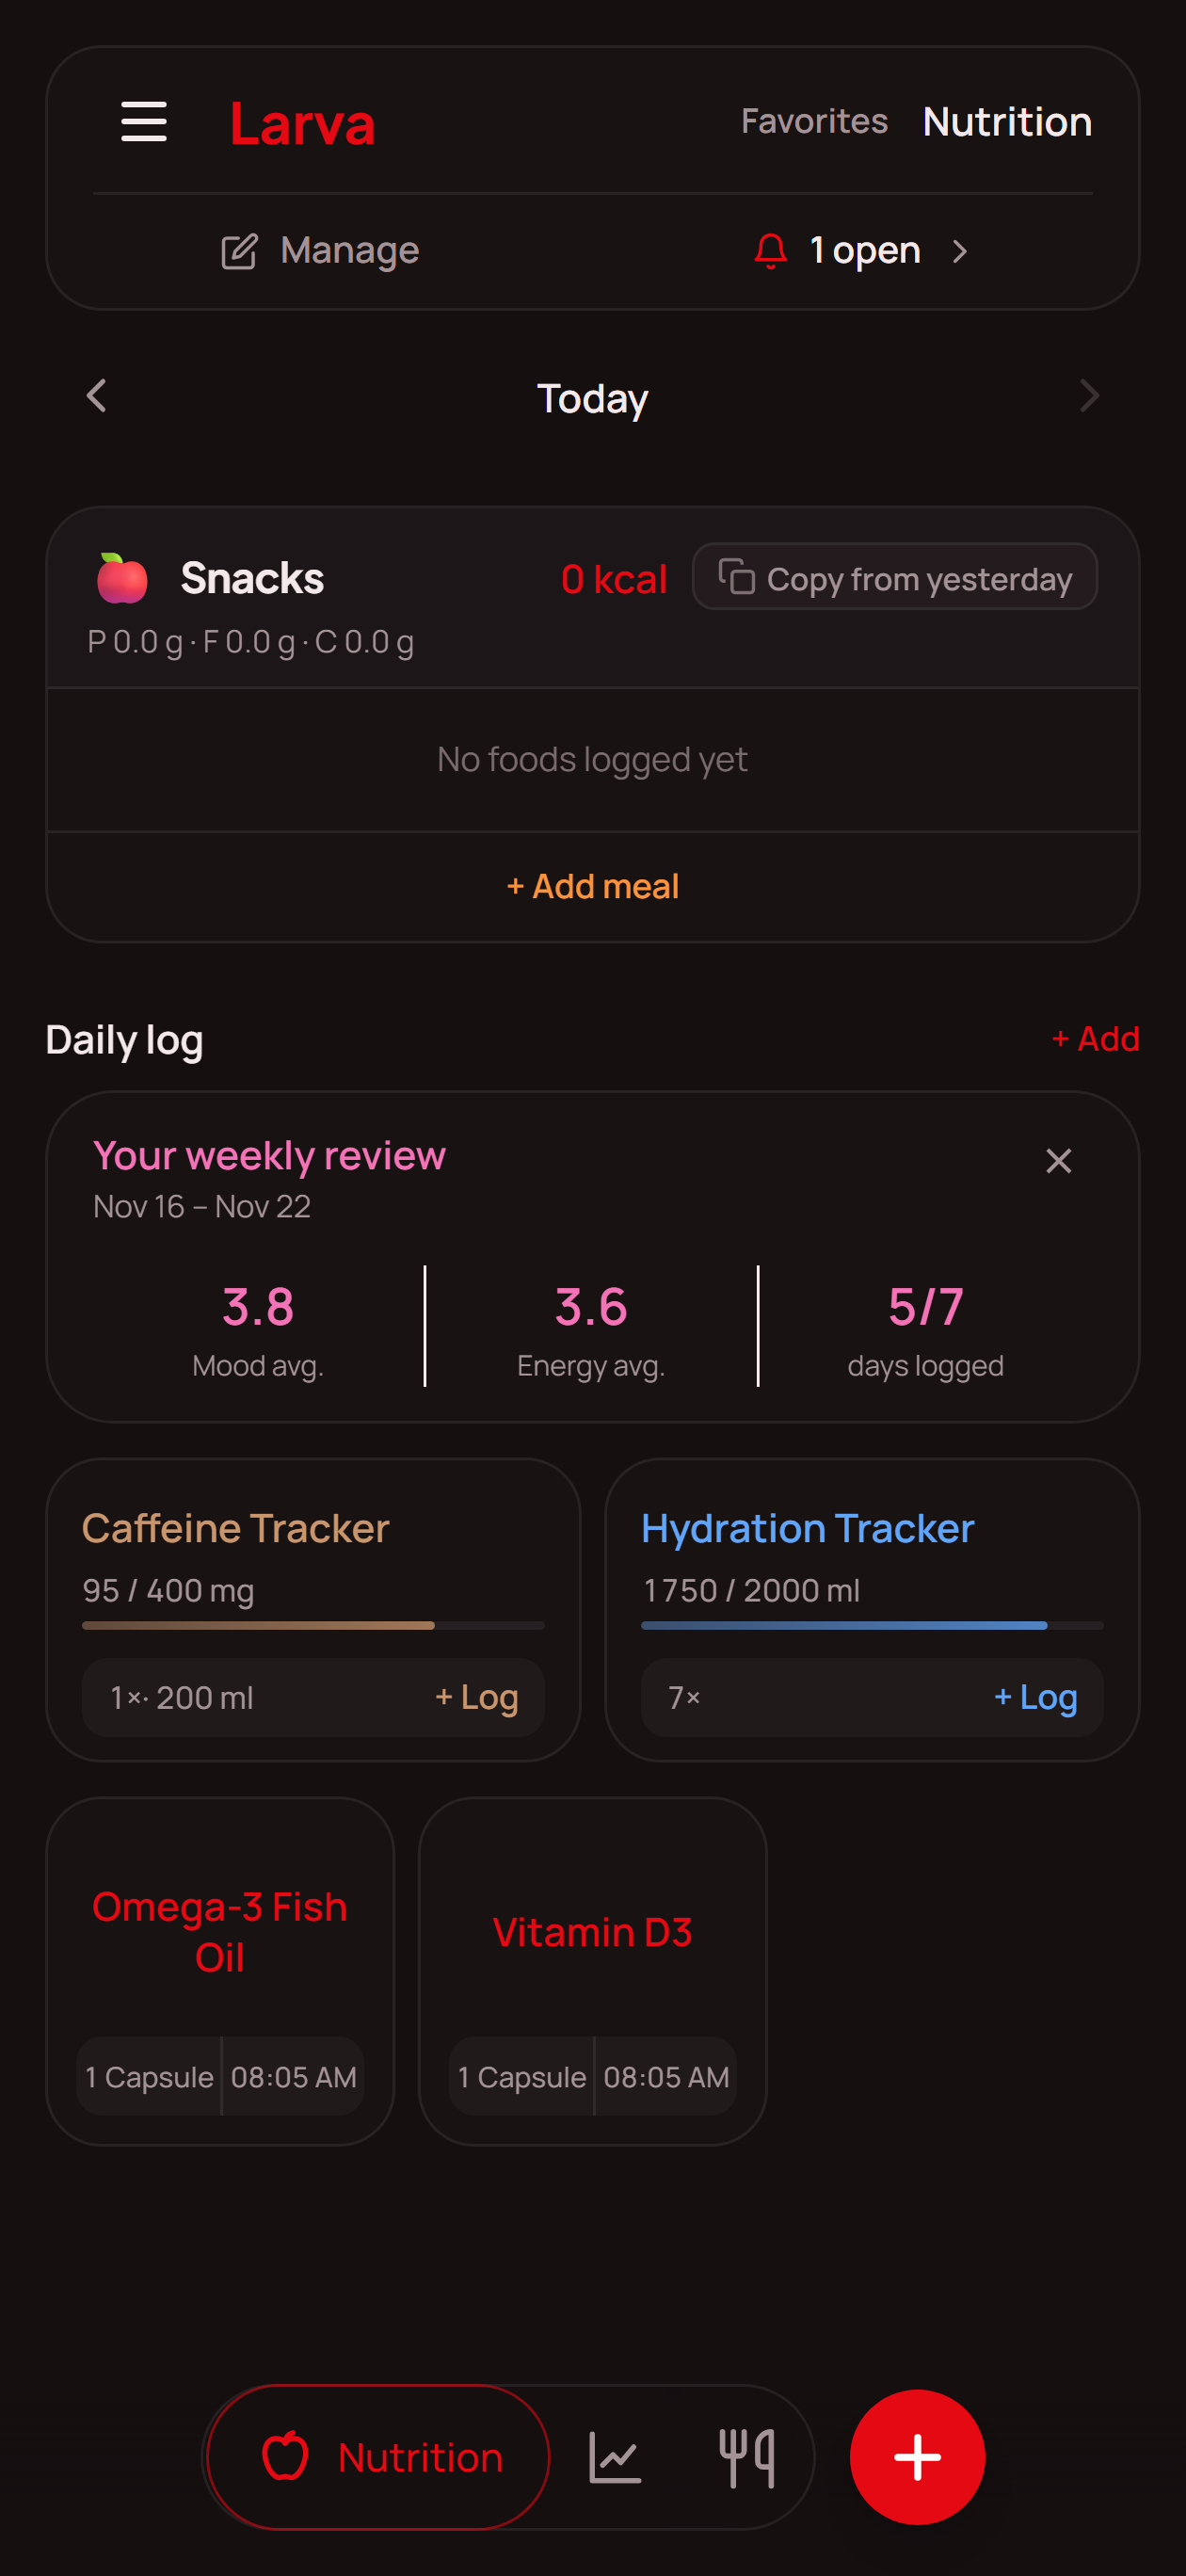 Larva
Favorites Nutrition
Manage
1 open
Today
Snacks
0 kcal
Copy from yesterday
P 0.0 g · F 0.0 g · C 0.0 g
No foods logged yet
+ Add meal
Daily log
+ Add
Your weekly review
Nov 16 – Nov 22
3.8
Mood avg.
3.6
Energy avg.
5/7
days logged
Caffeine Tracker
95 / 400 mg
1×· 200 ml
+ Log
Hydration Tracker
1 750 / 2000 ml
7×
+ Log
Omega-3 Fish
Oil
1 Capsule
08:05 AM
Vitamin D3
1 Capsule
08:05 AM
Nutrition